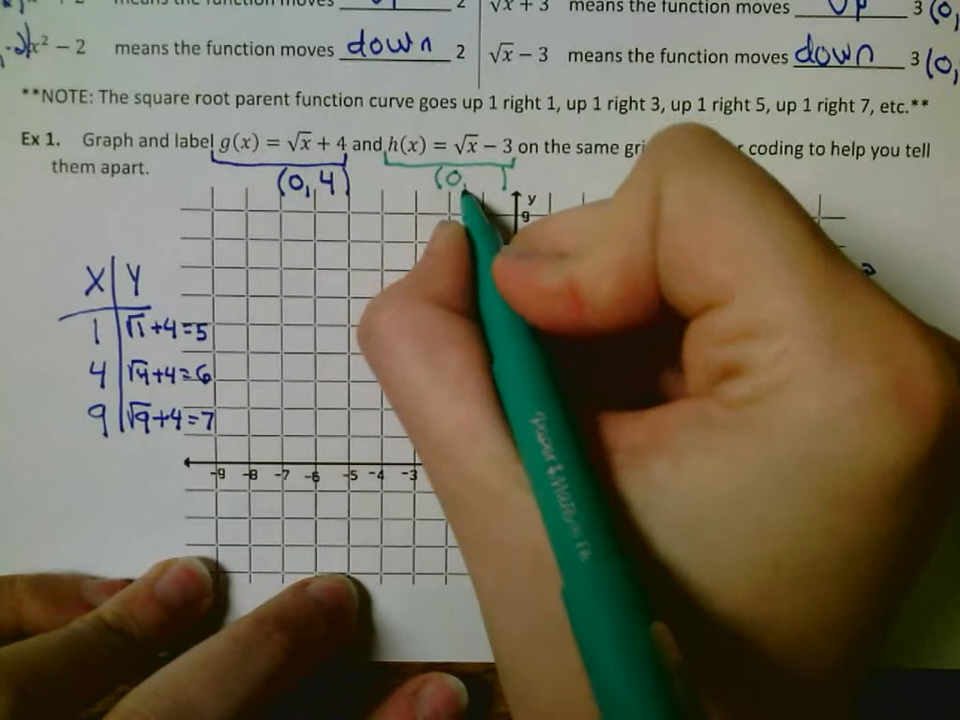 means the function moves up 2
√x + 3 means the function moves up 3 (0,
x² − 2 means the function moves down 2
√x − 3 means the function moves down 3 (0,
**NOTE: The square root parent function curve goes up 1 right 1, up 1 right 3, up 1 right 5, up 1 right 7, etc.**
Ex 1. Graph and label g(x) = √x + 4 and h(x) = √x − 3 on the same gri coding to help you tell
them apart.
(0, 4)
(0, )
y
9
X Y
1 √1+4=5
4 √4+4=6
9 √9+4=7
-9 -8 -7 -6 -5 -4 -3
Paper Mate